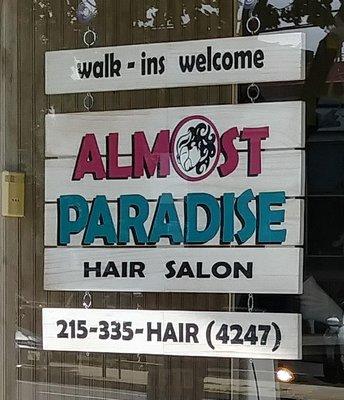 walk - ins welcome
ALMOST
PARADISE
HAIR SALON
215-335-HAIR (4247)